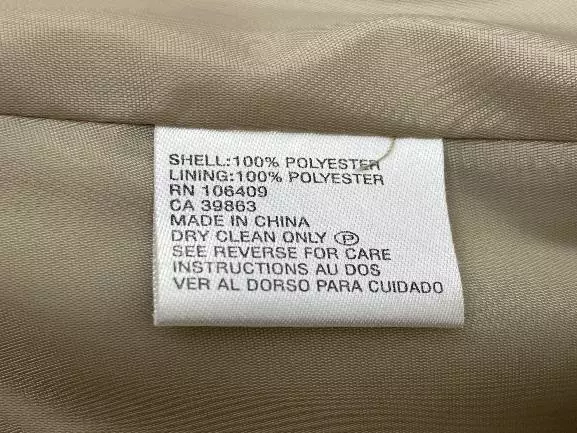 SHELL:100% POLYESTER
LINING:100% POLYESTER
RN 106409
CA 39863
MADE IN CHINA
DRY CLEAN ONLY Ⓟ
SEE REVERSE FOR CARE
INSTRUCTIONS AU DOS
VER AL DORSO PARA CUIDADO